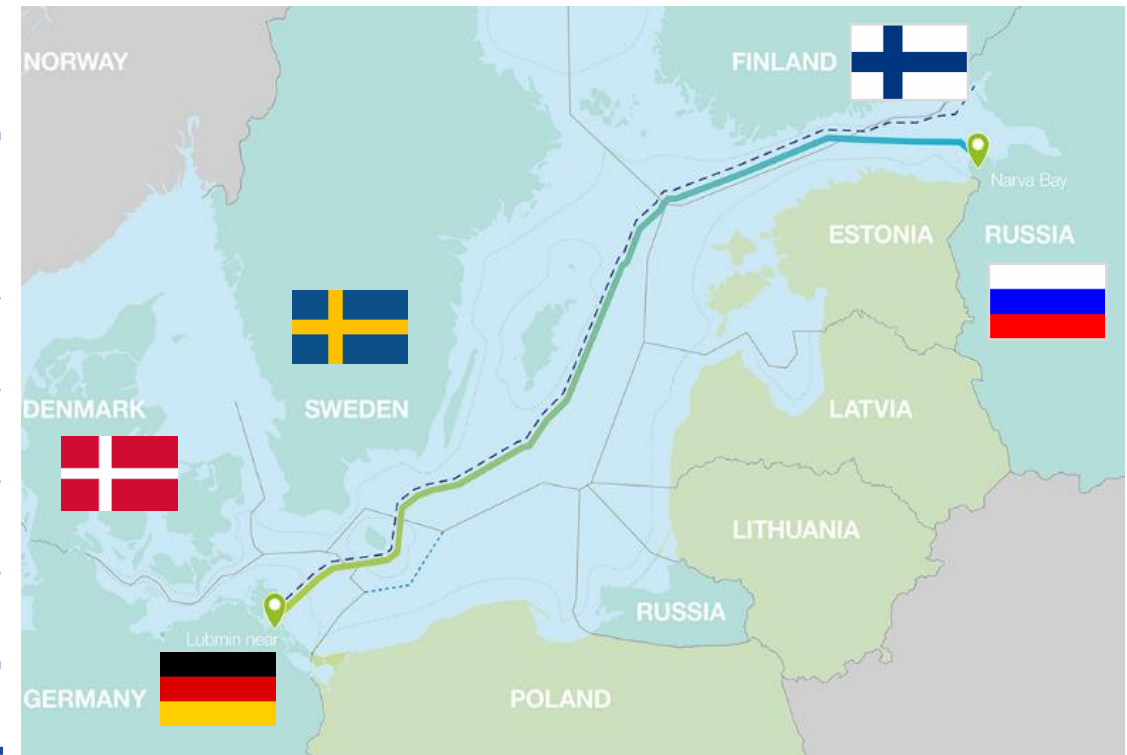 NORWAY
FINLAND
Narva Bay
ESTONIA
RUSSIA
DENMARK
SWEDEN
LATVIA
LITHUANIA
RUSSIA
Lubmin near
GERMANY
POLAND